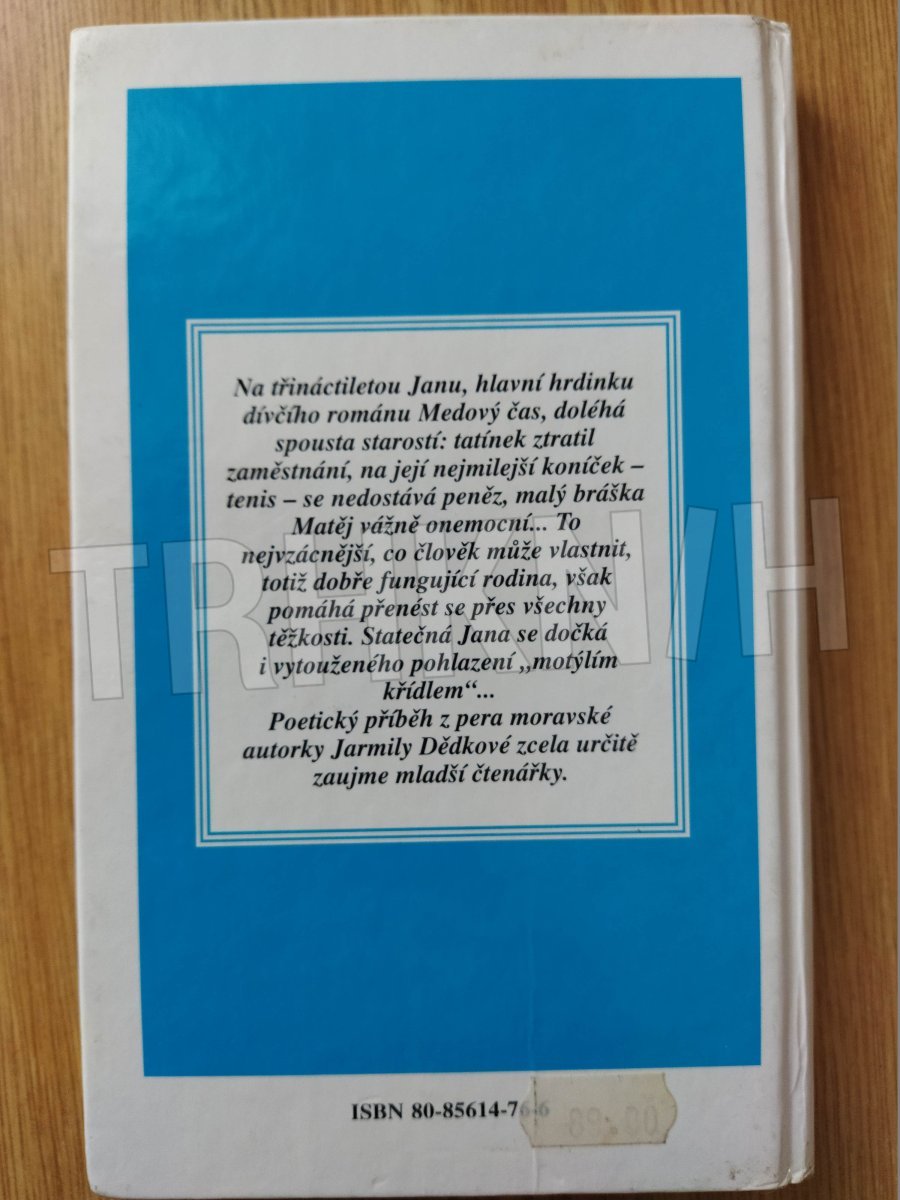 Na třináctiletou Janu, hlavní hrdinku
dívčího románu Medový čas, doléhá
spousta starostí: tatínek ztratil
zaměstnání, na její nejmilejší koníček –
tenis – se nedostává peněz, malý bráška
Matěj vážně onemocní... To
nejvzácnější, co člověk může vlastnit,
totiž dobře fungující rodina, však
pomáhá přenést se přes všechny
těžkosti. Statečná Jana se dočká
i vytouženého pohlazení „motýlím
křídlem“...
Poetický příběh z pera moravské
autorky Jarmily Dědkové zcela určitě
zaujme mladší čtenářky.
TRHKNIH
ISBN 80-85614-76-6